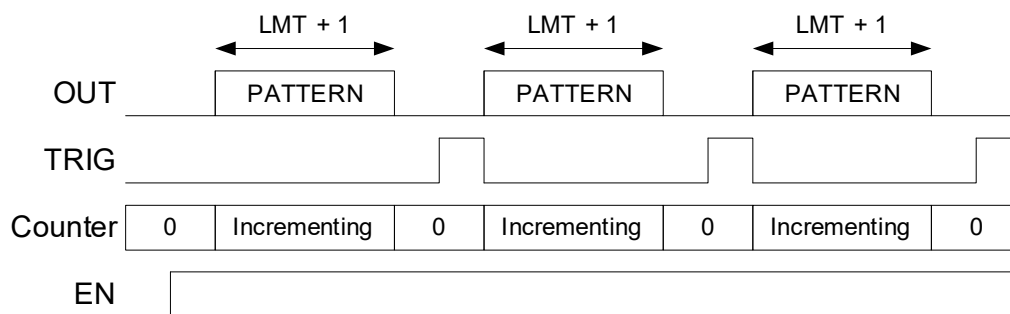 LMT + 1 LMT + 1 LMT + 1
OUT PATTERN PATTERN PATTERN
TRIG
Counter 0 Incrementing 0 Incrementing 0 Incrementing 0
EN